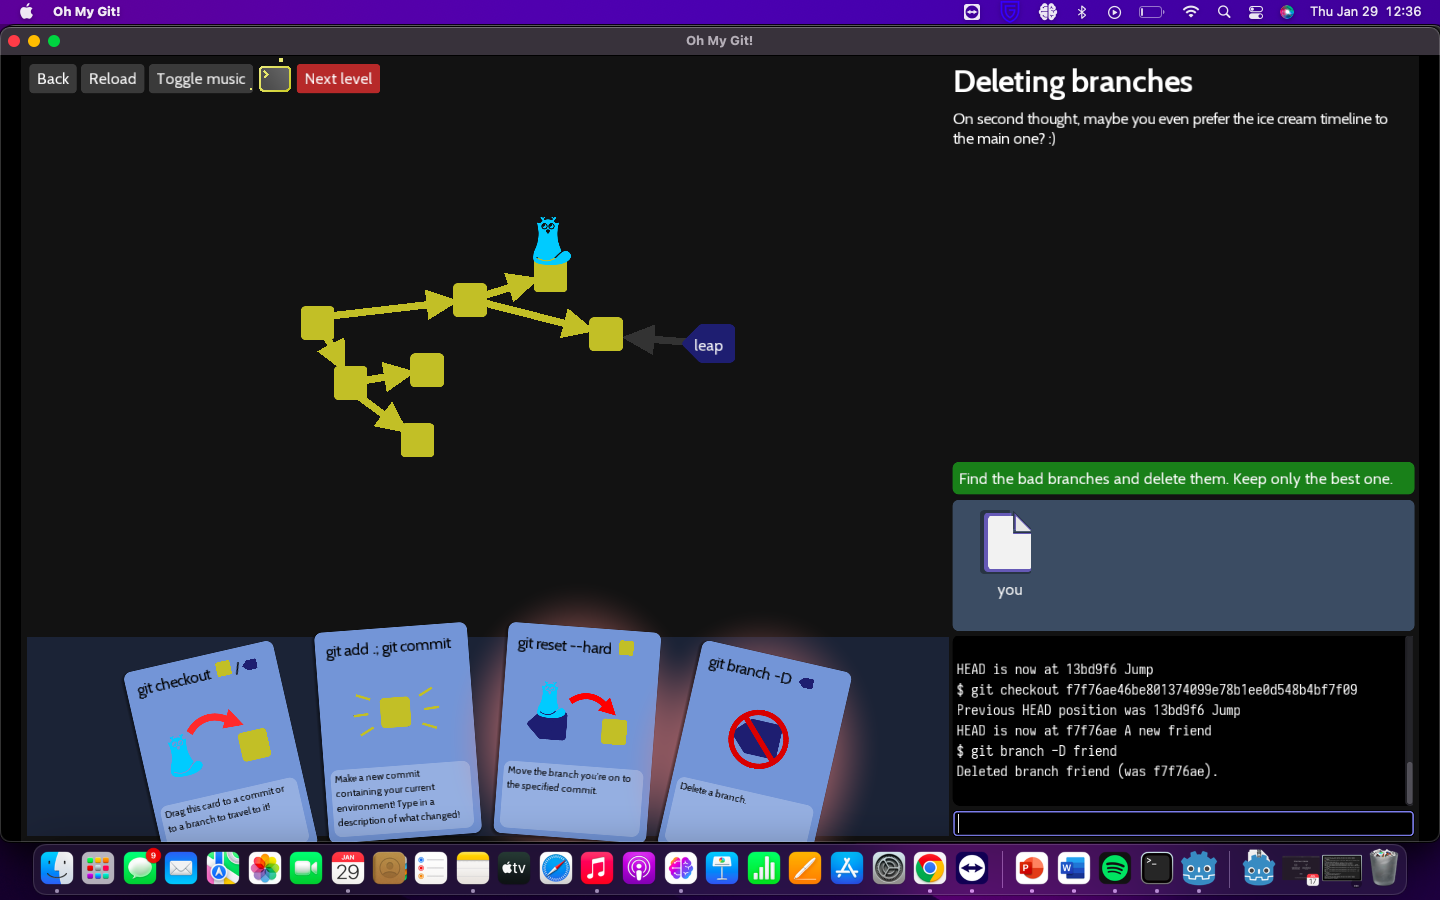 Oh My Git!
Thu Jan 29 12:36
Oh My Git!
Back
Reload
Toggle music
Next level
Deleting branches
On second thought, maybe you even prefer the ice cream timeline to
the main one? :)
leap
Find the bad branches and delete them. Keep only the best one.
you
git checkout /
Drag this card to a commit or
to a branch to travel to it!
git add .; git commit
Make a new commit
containing your current
environment! Type in a
description of what changed!
git reset --hard
Move the branch you're on to
the specified commit.
git branch -D
Delete a branch.
HEAD is now at 13bd9f6 Jump
$ git checkout f7f76ae46be801374099e78b1ee0d548b4bf7f09
Previous HEAD position was 13bd9f6 Jump
HEAD is now at f7f76ae A new friend
$ git branch -D friend
Deleted branch friend (was f7f76ae).
9
JAN
29
tv
17